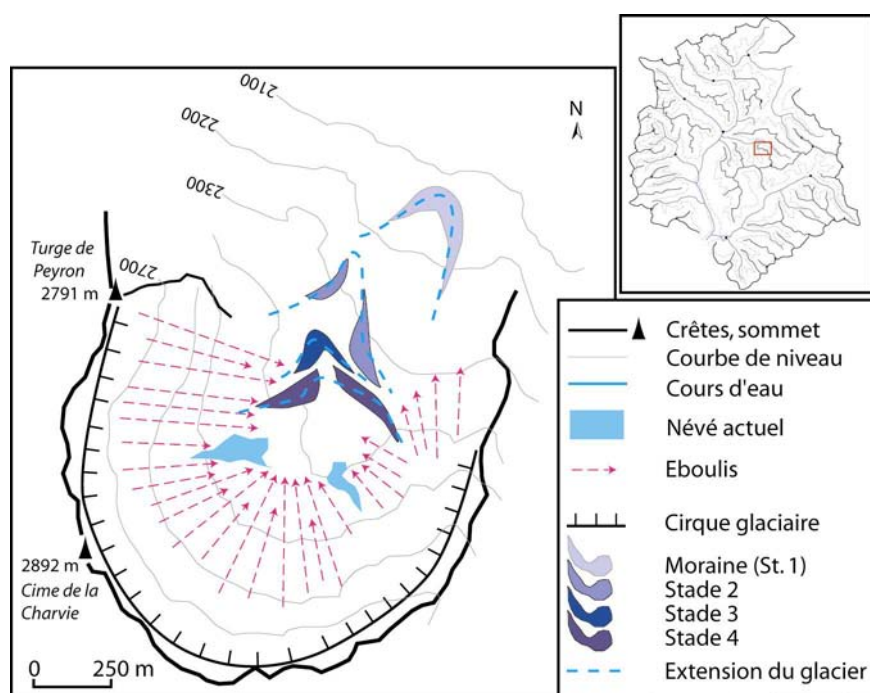 2100
2200
2300
2700
N
Turge de
Peyron
2791 m
2892 m
Cime de la
Charvie
0 250 m
Crêtes, sommet
Courbe de niveau
Cours d'eau
Névé actuel
Eboulis
Cirque glaciaire
Moraine (St. 1)
Stade 2
Stade 3
Stade 4
Extension du glacier